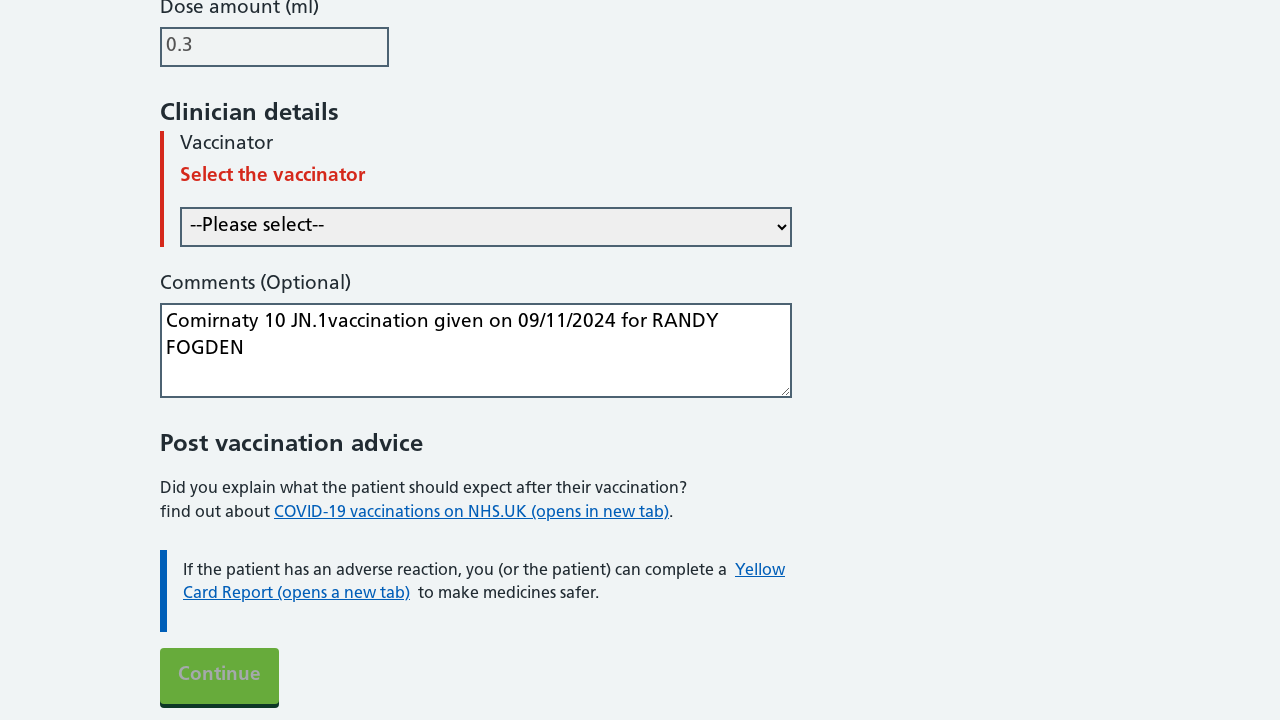 Dose amount (ml)
0.3
Clinician details
Vaccinator
Select the vaccinator
--Please select--
Comments (Optional)
Comirnaty 10 JN.1vaccination given on 09/11/2024 for RANDY
FOGDEN
Post vaccination advice
Did you explain what the patient should expect after their vaccination?
find out about COVID-19 vaccinations on NHS.UK (opens in new tab).
If the patient has an adverse reaction, you (or the patient) can complete a Yellow
Card Report (opens a new tab) to make medicines safer.
Continue